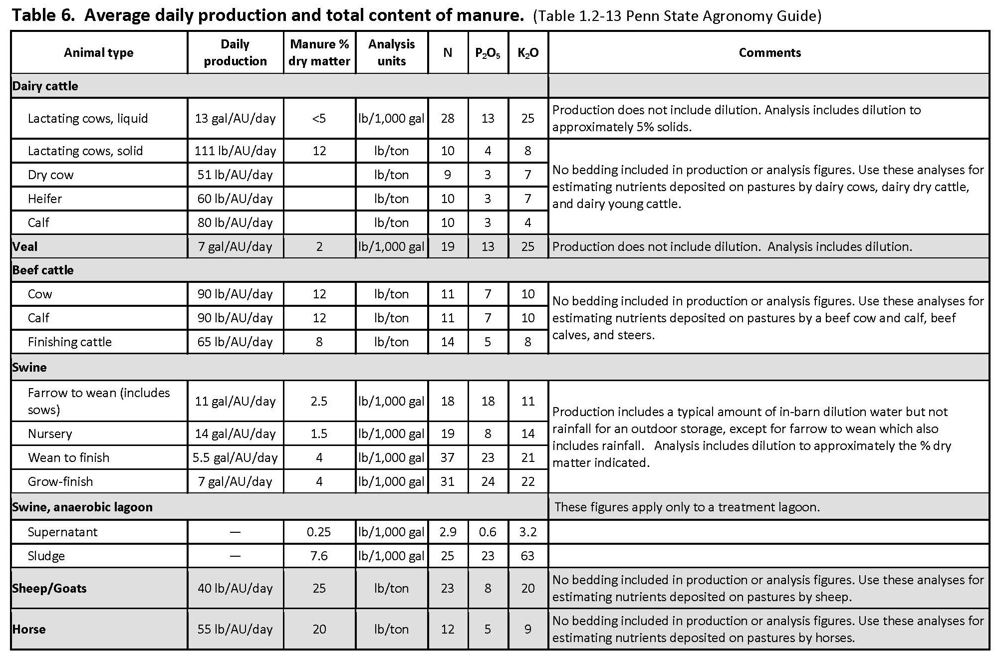 Table 6. Average daily production and total content of manure. (Table 1.2-13 Penn State Agronomy Guide)
Animal type Daily production Manure % dry matter Analysis units N P₂O₅ K₂O Comments
Dairy cattle
Lactating cows, liquid 13 gal/AU/day <5 lb/1,000 gal 28 13 25 Production does not include dilution. Analysis includes dilution to
approximately 5% solids.
Lactating cows, solid 111 lb/AU/day 12 lb/ton 10 4 8
Dry cow 51 lb/AU/day lb/ton 9 3 7
Heifer 60 lb/AU/day lb/ton 10 3 7
Calf 80 lb/AU/day lb/ton 10 3 4
No bedding included in production or analysis figures. Use these analyses for
estimating nutrients deposited on pastures by dairy cows, dairy dry cattle,
and dairy young cattle.
Veal 7 gal/AU/day 2 lb/1,000 gal 19 13 25 Production does not include dilution. Analysis includes dilution.
Beef cattle
Cow 90 lb/AU/day 12 lb/ton 11 7 10
Calf 90 lb/AU/day 12 lb/ton 11 7 10
Finishing cattle 65 lb/AU/day 8 lb/ton 14 5 8
No bedding included in production or analysis figures. Use these analyses for
estimating nutrients deposited on pastures by a beef cow and calf, beef
calves, and steers.
Swine
Farrow to wean (includes
sows) 11 gal/AU/day 2.5 lb/1,000 gal 18 18 11
Nursery 14 gal/AU/day 1.5 lb/1,000 gal 19 8 14
Wean to finish 5.5 gal/AU/day 4 lb/1,000 gal 37 23 21
Grow-finish 7 gal/AU/day 4 lb/1,000 gal 31 24 22
Production includes a typical amount of in-barn dilution water but not
rainfall for an outdoor storage, except for farrow to wean which also
includes rainfall. Analysis includes dilution to approximately the % dry
matter indicated.
Swine, anaerobic lagoon These figures apply only to a treatment lagoon.
Supernatant — 0.25 lb/1,000 gal 2.9 0.6 3.2
Sludge — 7.6 lb/1,000 gal 25 23 63
Sheep/Goats 40 lb/AU/day 25 lb/ton 23 8 20 No bedding included in production or analysis figures. Use these analyses for
estimating nutrients deposited on pastures by sheep.
Horse 55 lb/AU/day 20 lb/ton 12 5 9 No bedding included in production or analysis figures. Use these analyses for
estimating nutrients deposited on pastures by horses.